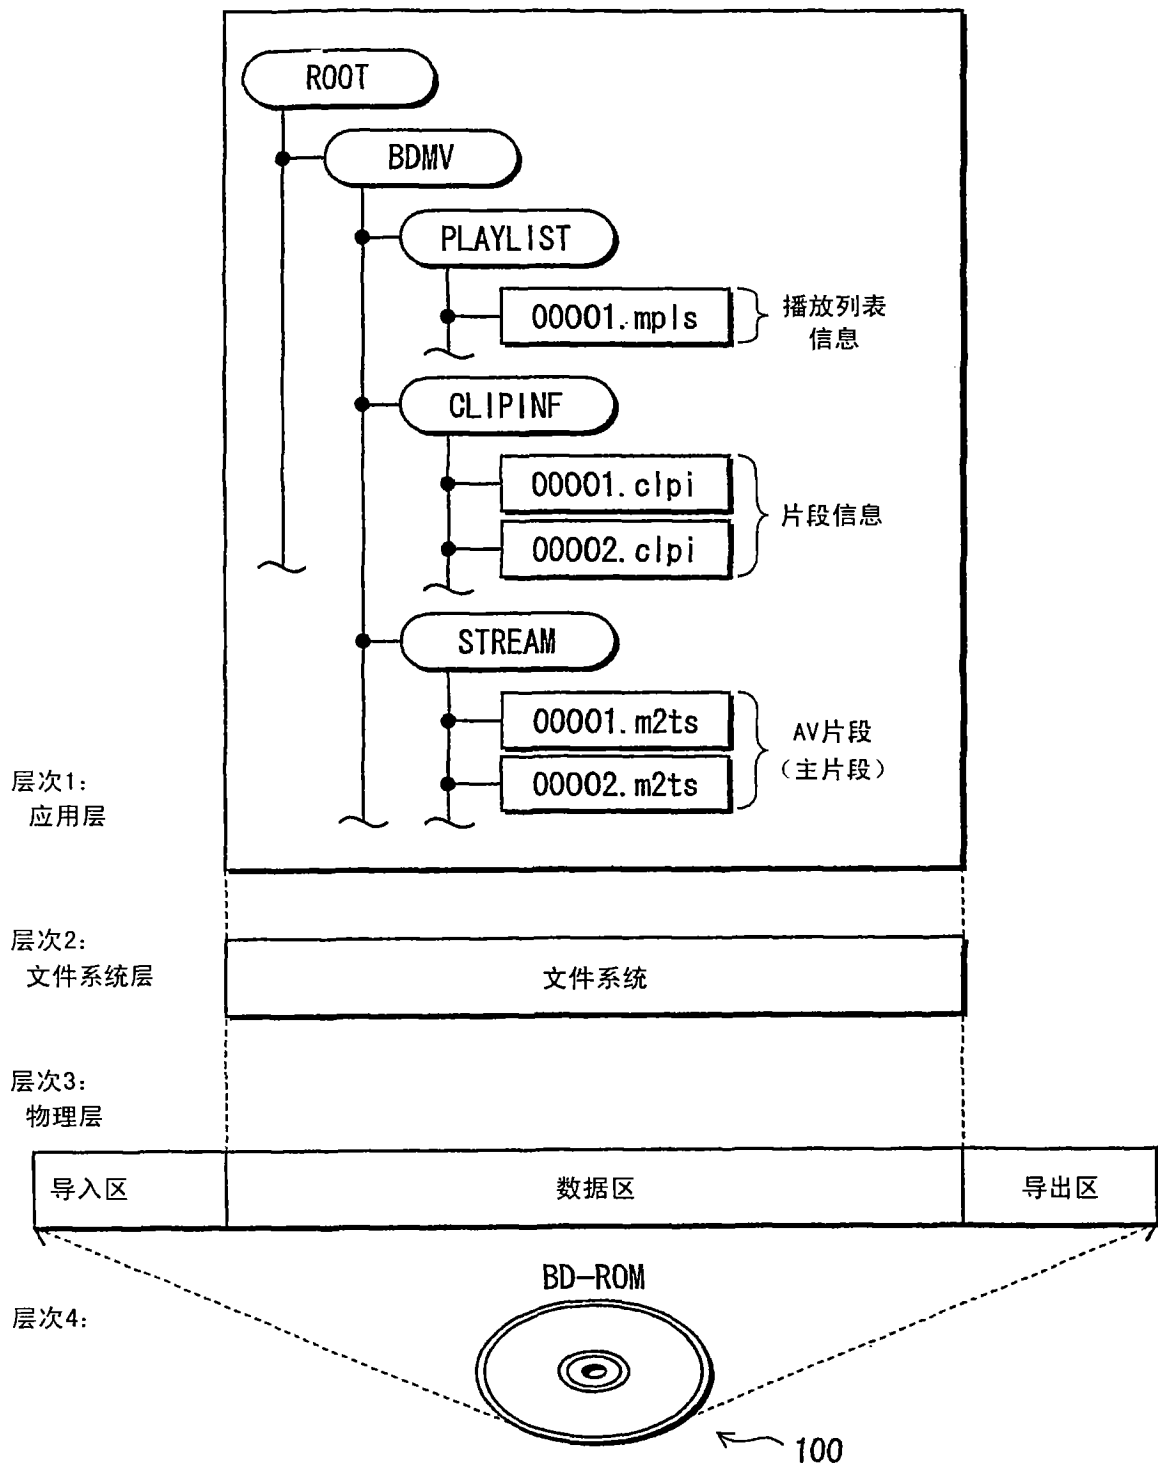 ROOT
BDMV
PLAYLIST
00001.mpls
播放列表
信息
CLIPINF
00001.clpi
00002.clpi
片段信息
STREAM
00001.m2ts
00002.m2ts
AV片段
(主片段)
层次1:
应用层
层次2:
文件系统层
文件系统
层次3:
物理层
导入区
数据区
导出区
BD-ROM
层次4:
100